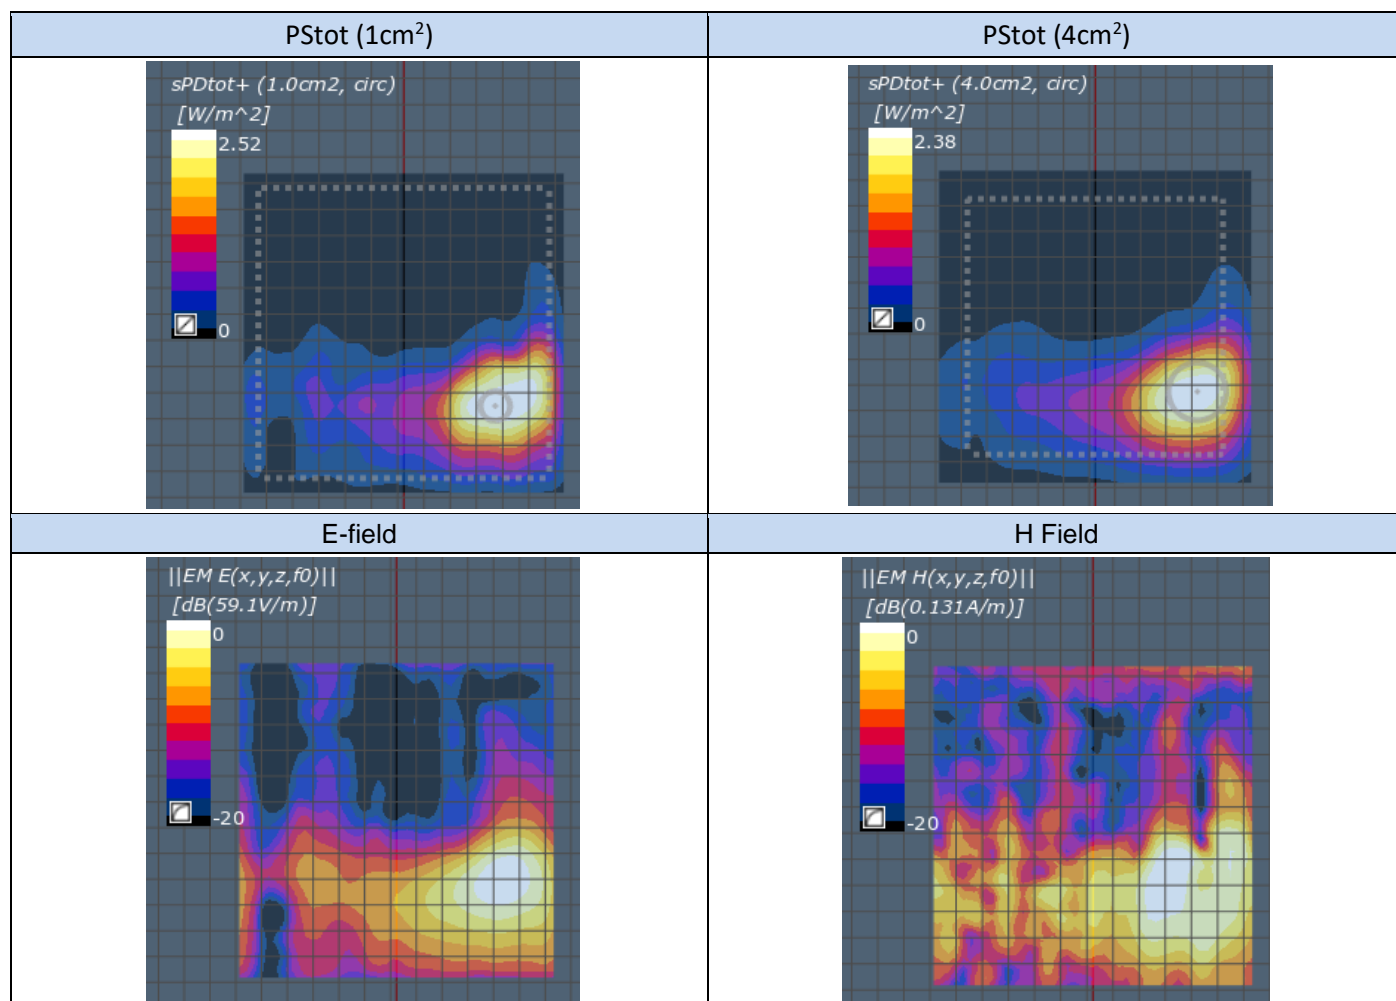 PStot (1cm²)
PStot (4cm²)
sPDtot+ (1.0cm2, circ)
[W/m^2]
2.52
0
sPDtot+ (4.0cm2, circ)
[W/m^2]
2.38
0
E-field
H Field
||EM E(x,y,z,f0)||
[dB(59.1V/m)]
0
-20
||EM H(x,y,z,f0)||
[dB(0.131A/m)]
0
-20